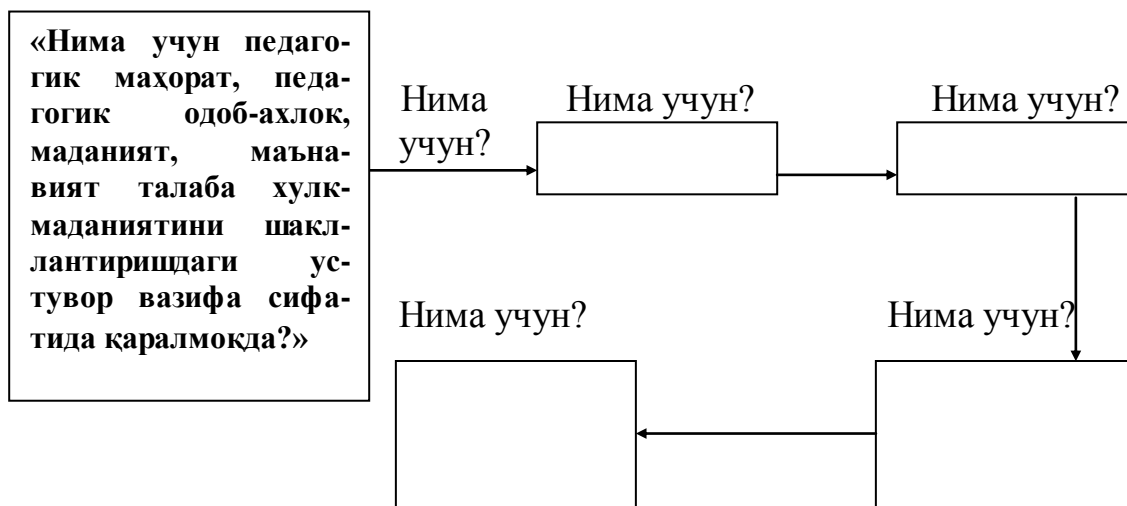 «Нима учун педаго-
гик маҳорат, педа-
гогик одоб-ахлок,
маданият, маъна-
вият талаба хулк-
маданиятини шакл-
лантиришдаги ус-
тувор вазифа сифа-
тида қаралмоқда?»
Нима
учун?
Нима учун?
Нима учун?
Нима учун?
Нима учун?